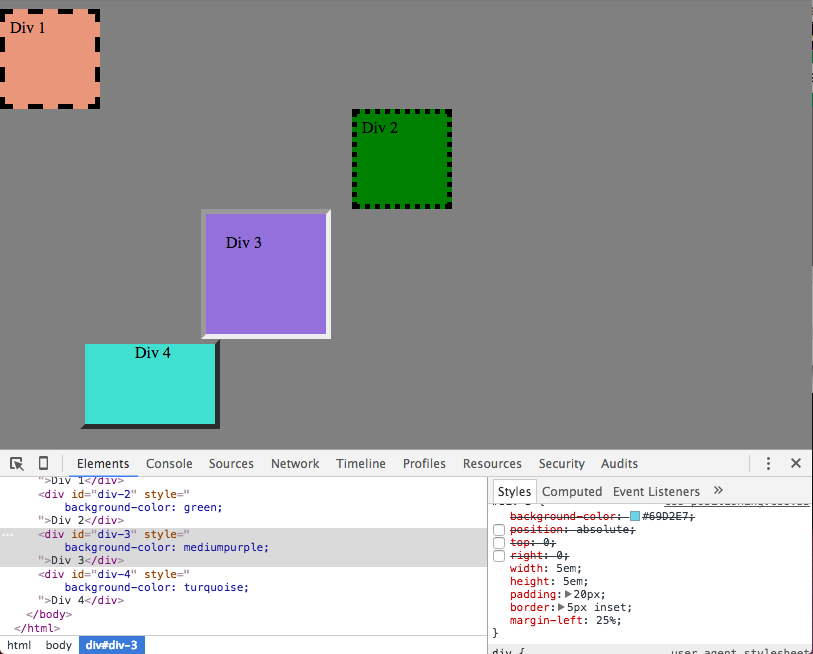 Div 1
Div 2
Div 3
Div 4
Elements Console Sources Network Timeline Profiles Resources Security Audits
">Div 1</div>
<div id="div-2" style="
background-color: green;
">Div 2</div>
<div id="div-3" style="
background-color: mediumpurple;
">Div 3</div>
<div id="div-4" style="
background-color: turquoise;
">Div 4</div>
</body>
</html>
html body div#div-3
Styles Computed Event Listeners »
background-color: #69D2E7;
position: absolute;
top: 0;
right: 0;
width: 5em;
height: 5em;
padding: 20px;
border: 5px inset;
margin-left: 25%;
}
div { user agent stylesheet